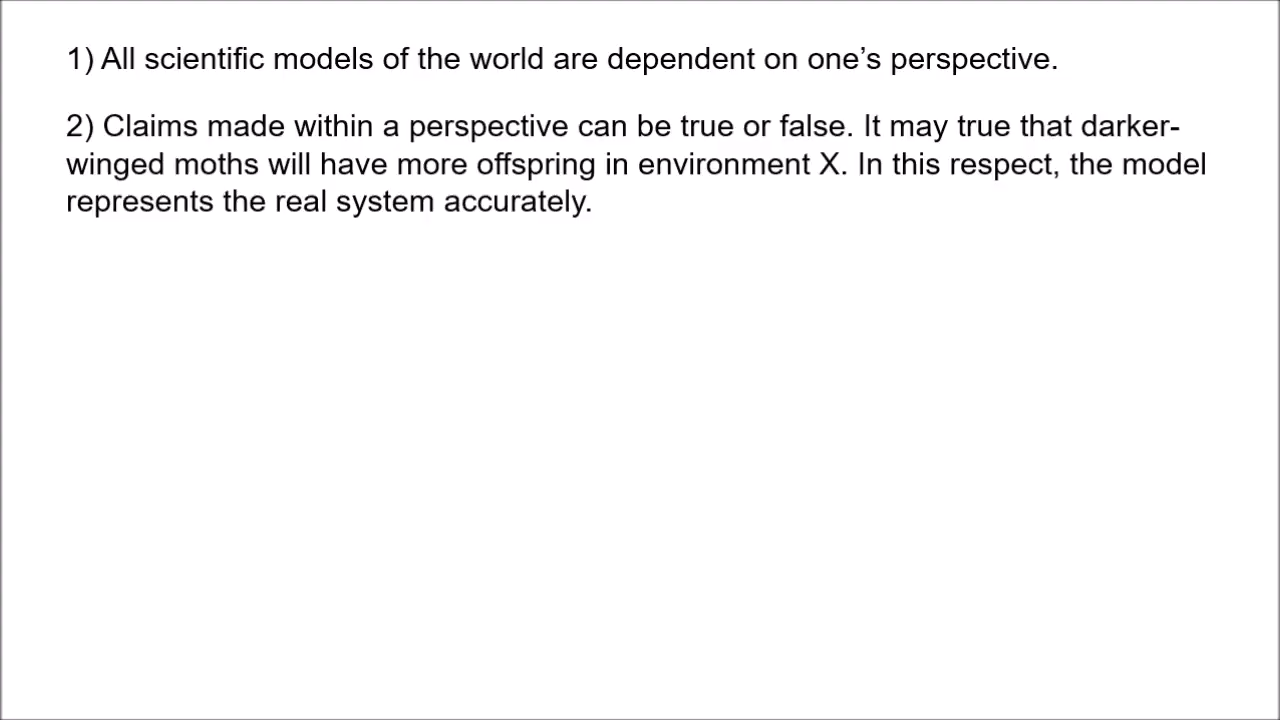 1) All scientific models of the world are dependent on one’s perspective.
2) Claims made within a perspective can be true or false. It may true that darker-
winged moths will have more offspring in environment X. In this respect, the model
represents the real system accurately.